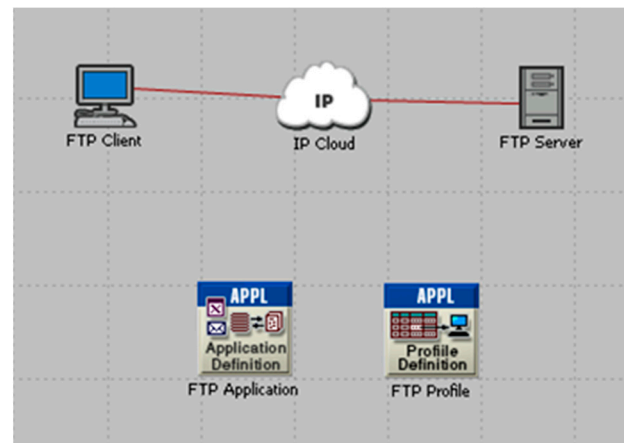 IP
FTP Client
IP Cloud
FTP Server
APPL
Application
Definition
FTP Application
APPL
Profiile
Definition
FTP Profile